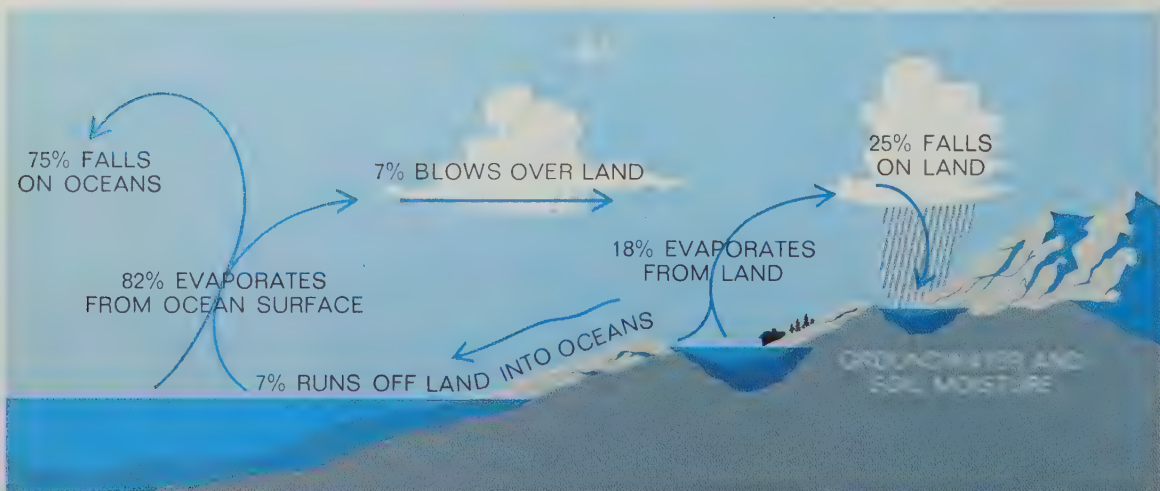 75% FALLS
ON OCEANS
7% BLOWS OVER LAND
25% FALLS
ON LAND
82% EVAPORATES
FROM OCEAN SURFACE
18% EVAPORATES
FROM LAND
7% RUNS OFF LAND INTO OCEANS
GROUNDWATER AND
SOIL MOISTURE